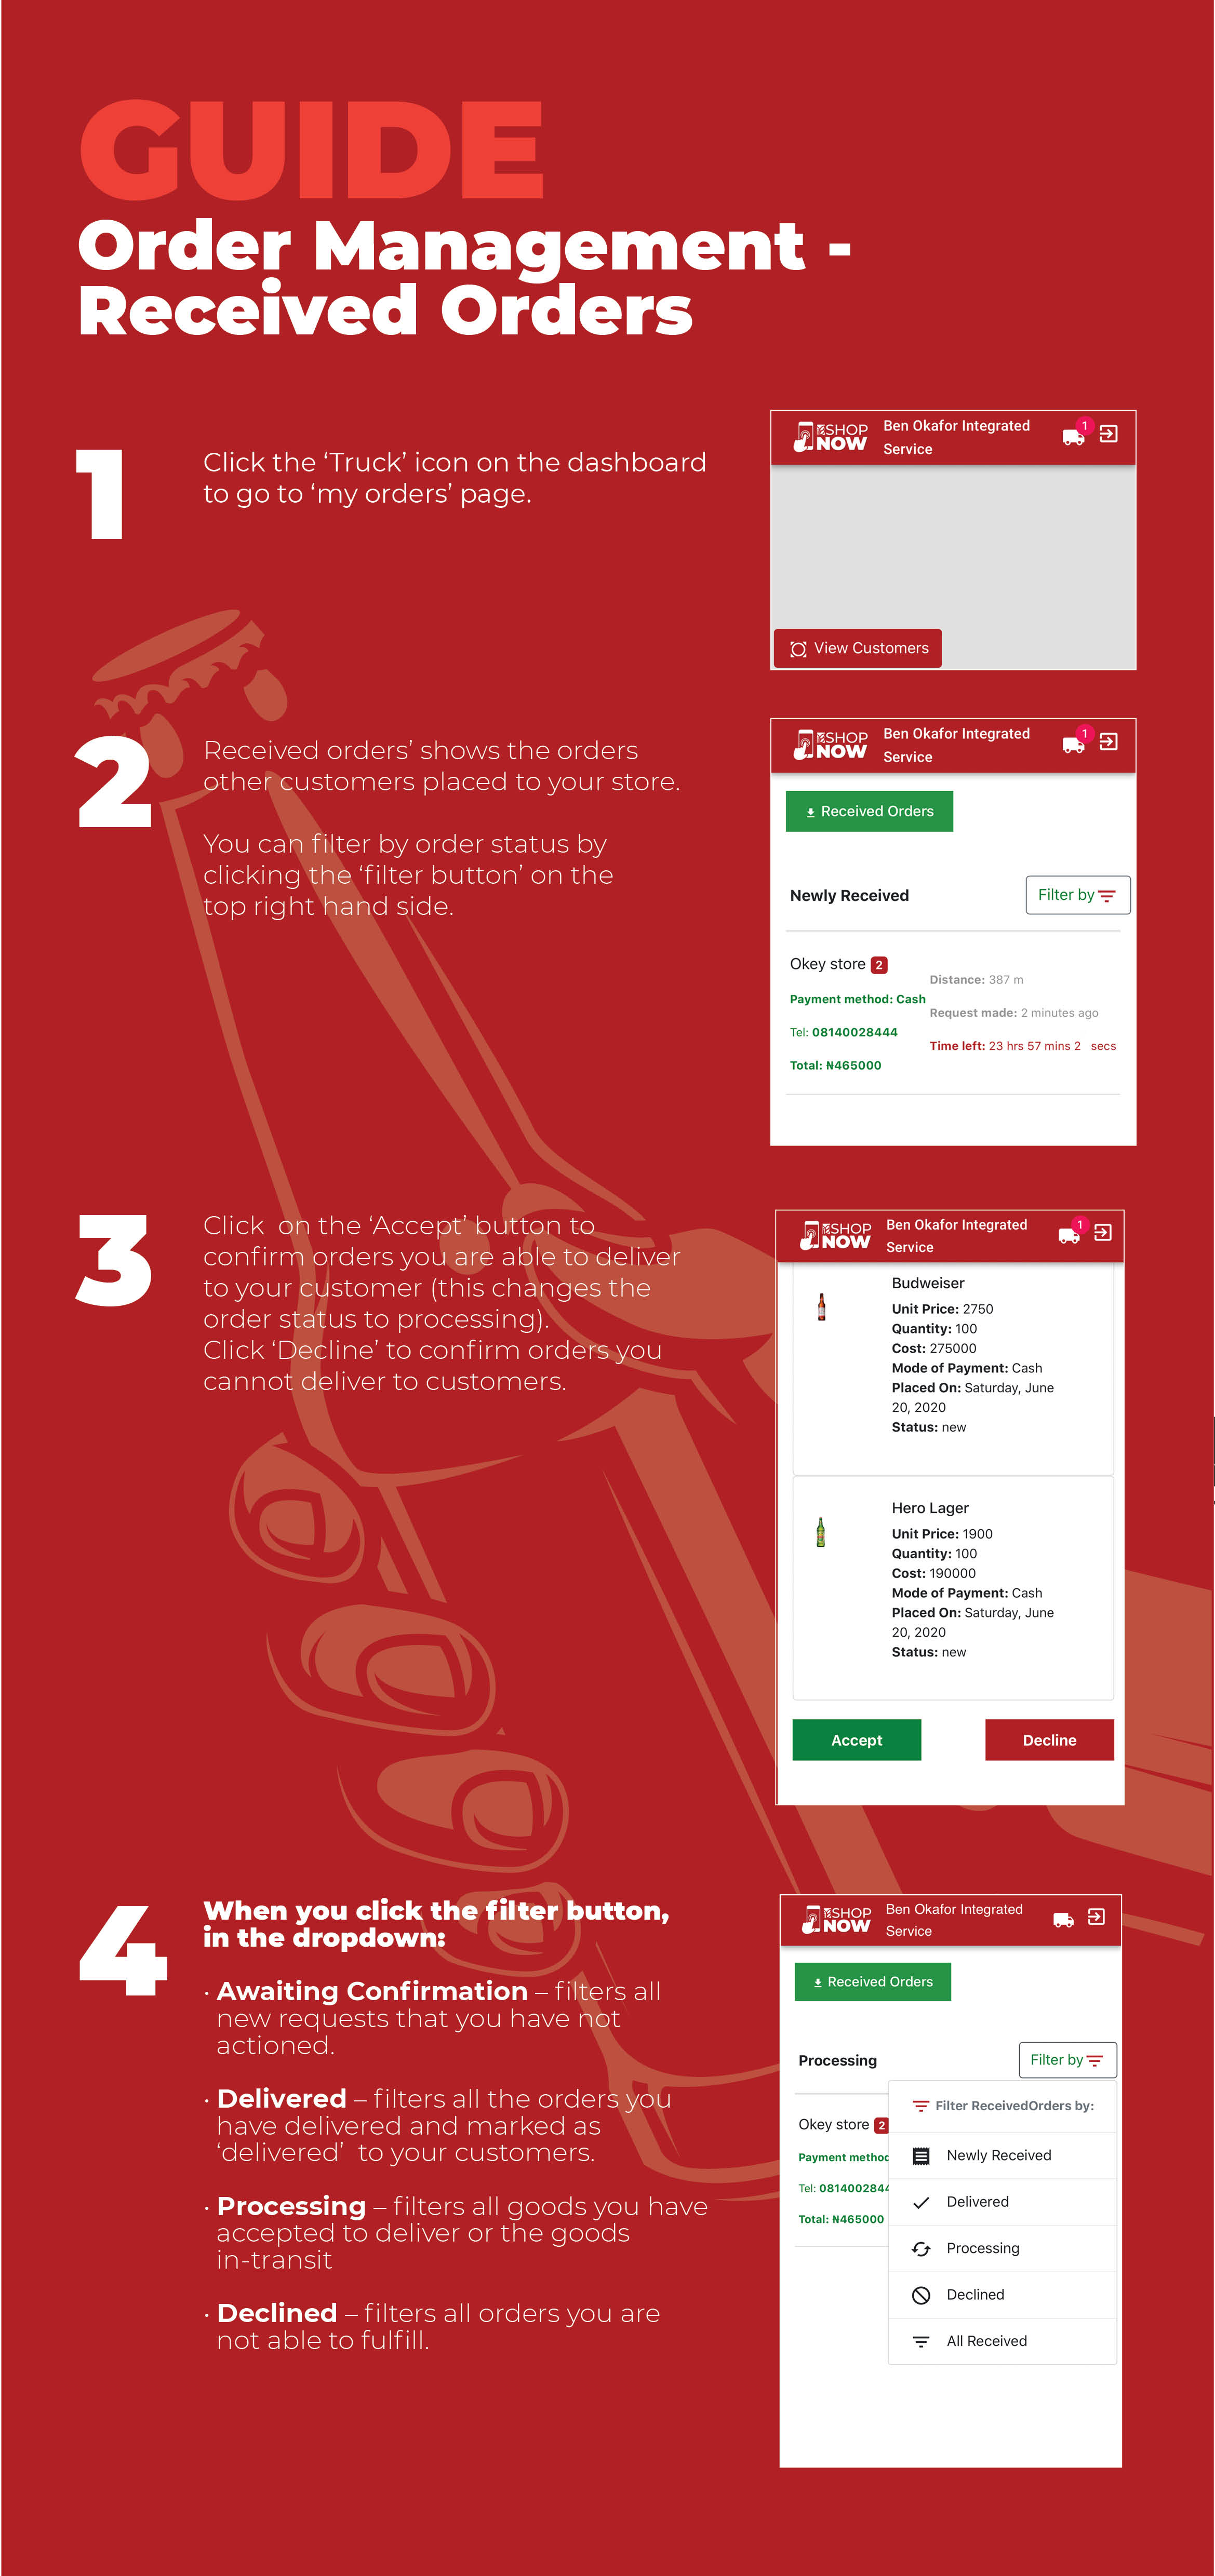 GUIDE
Order Management -
Received Orders
1
Click the ‘Truck’ icon on the dashboard
to go to ‘my orders’ page.
SHOP
NOW
Ben Okafor Integrated
Service
1
View Customers
2
Received orders’ shows the orders
other customers placed to your store.
You can filter by order status by
clicking the ‘filter button’ on the
top right hand side.
SHOP
NOW
Ben Okafor Integrated
Service
1
Received Orders
Newly Received
Filter by
Okey store 2
Distance: 387 m
Payment method: Cash
Request made: 2 minutes ago
Tel: 08140028444
Time left: 23 hrs 57 mins 2 secs
Total: ₦465000
3
Click on the ‘Accept’ button to
confirm orders you are able to deliver
to your customer (this changes the
order status to processing).
Click ‘Decline’ to confirm orders you
cannot deliver to customers.
SHOP
NOW
Ben Okafor Integrated
Service
1
Budweiser
Unit Price: 2750
Quantity: 100
Cost: 275000
Mode of Payment: Cash
Placed On: Saturday, June
20, 2020
Status: new
Hero Lager
Unit Price: 1900
Quantity: 100
Cost: 190000
Mode of Payment: Cash
Placed On: Saturday, June
20, 2020
Status: new
Accept
Decline
4
When you click the filter button,
in the dropdown:
· Awaiting Confirmation – filters all
new requests that you have not
actioned.
· Delivered – filters all the orders you
have delivered and marked as
‘delivered’ to your customers.
· Processing – filters all goods you have
accepted to deliver or the goods
in-transit
· Declined – filters all orders you are
not able to fulfill.
SHOP
NOW
Ben Okafor Integrated
Service
Received Orders
Processing
Filter by
Okey store 2
Payment method
Tel: 0814002844
Total: ₦465000
Filter ReceivedOrders by:
Newly Received
Delivered
Processing
Declined
All Received